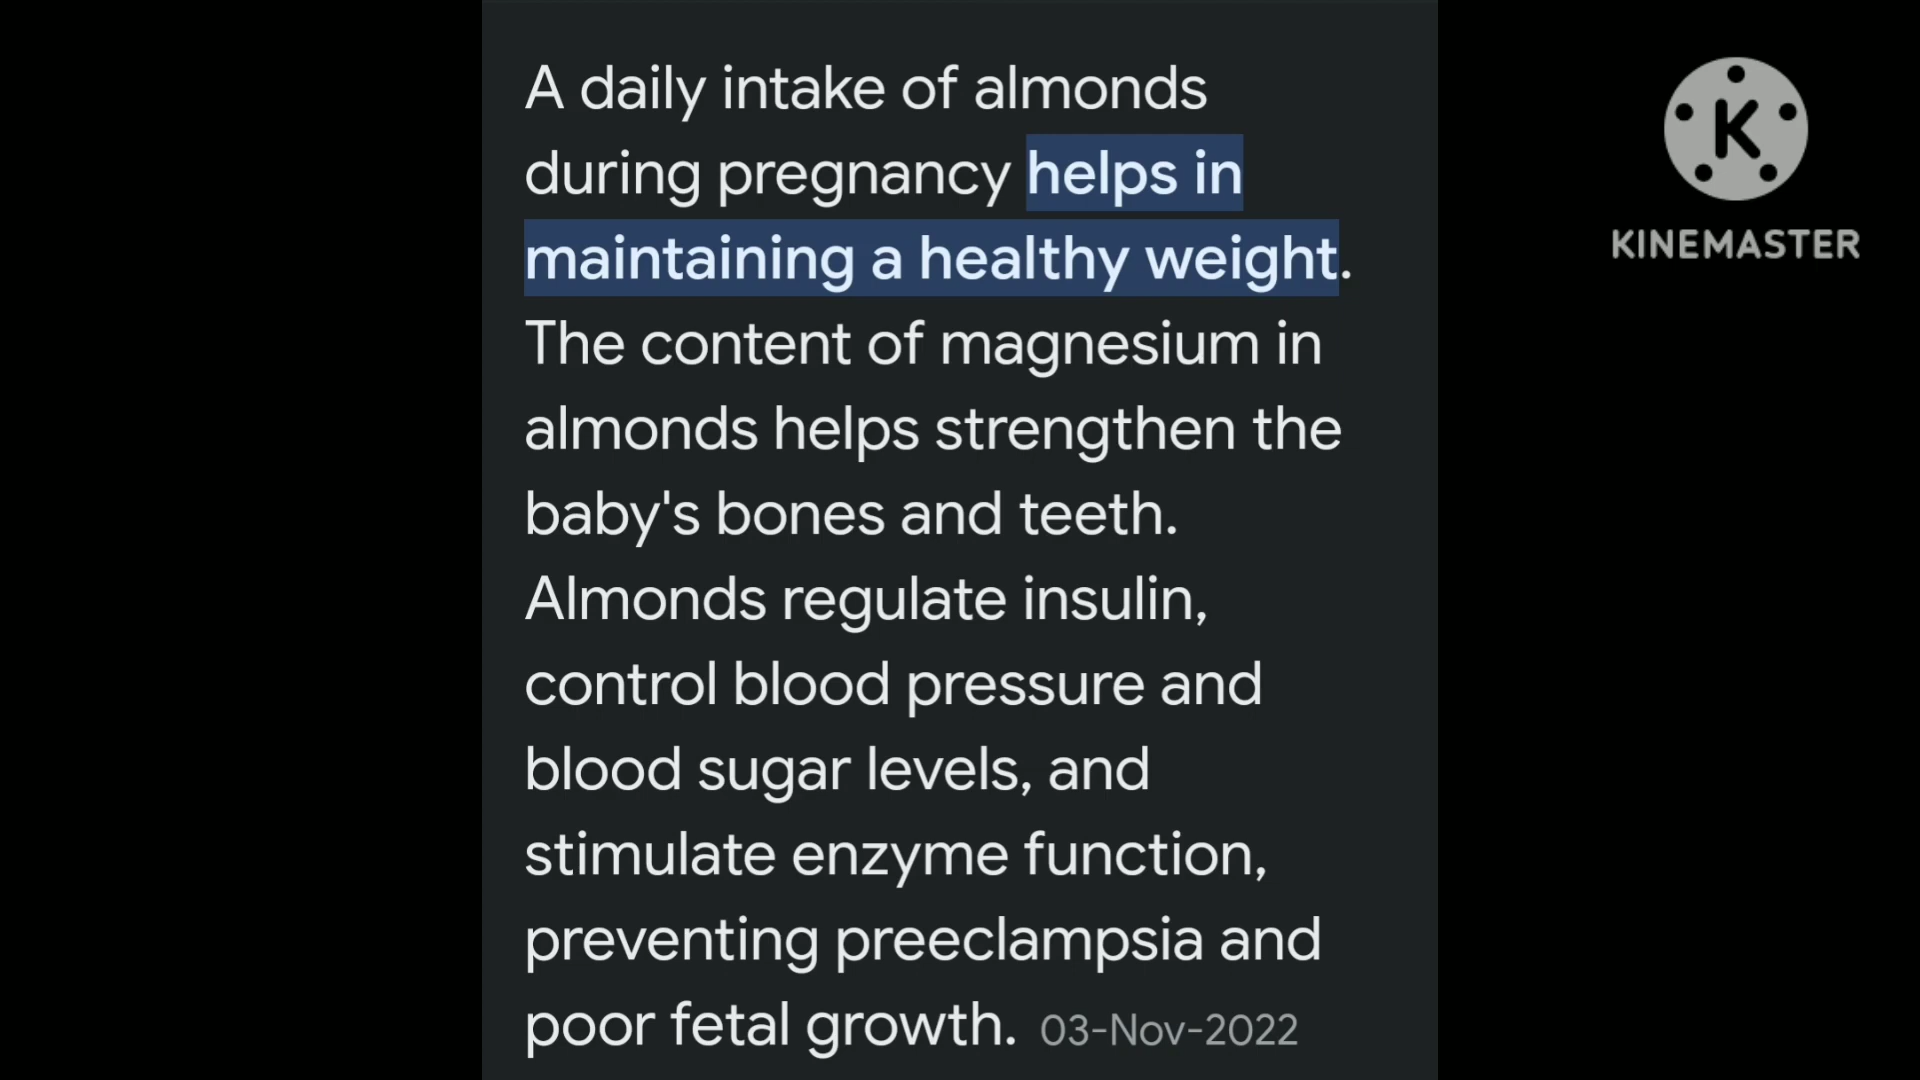 A daily intake of almonds
during pregnancy helps in
maintaining a healthy weight.
The content of magnesium in
almonds helps strengthen the
baby's bones and teeth.
Almonds regulate insulin,
control blood pressure and
blood sugar levels, and
stimulate enzyme function,
preventing preeclampsia and
poor fetal growth. 03-Nov-2022
K
KINEMASTER